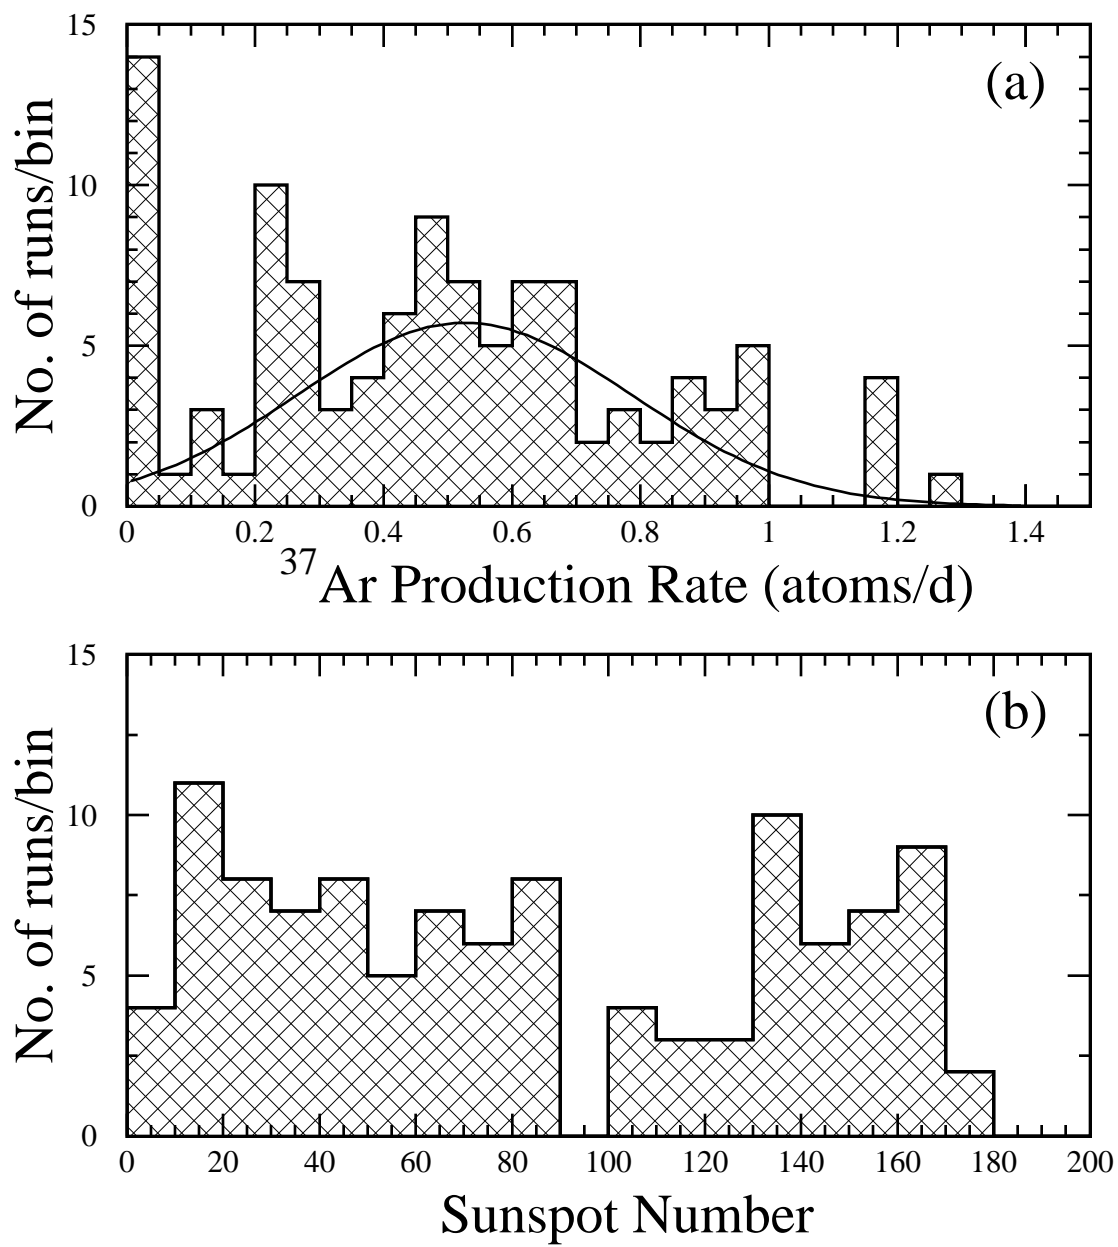 15
(a)
10
5
0
No. of runs/bin
0 0.2 0.4 0.6 0.8 1 1.2 1.4
37Ar Production Rate (atoms/d)
15
(b)
10
5
0
No. of runs/bin
0 20 40 60 80 100 120 140 160 180 200
Sunspot Number